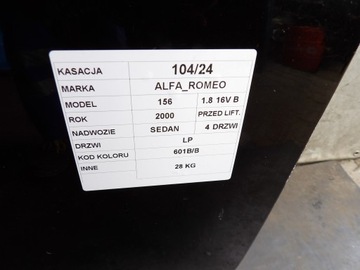 KASACJA 104/24
MARKA ALFA_ROMEO
MODEL 156 1.8 16V B
ROK 2000 PRZED LIFT.
NADWOZIE SEDAN 4 DRZWI
DRZWI LP
KOD KOLORU 601B/B
INNE 28 KG